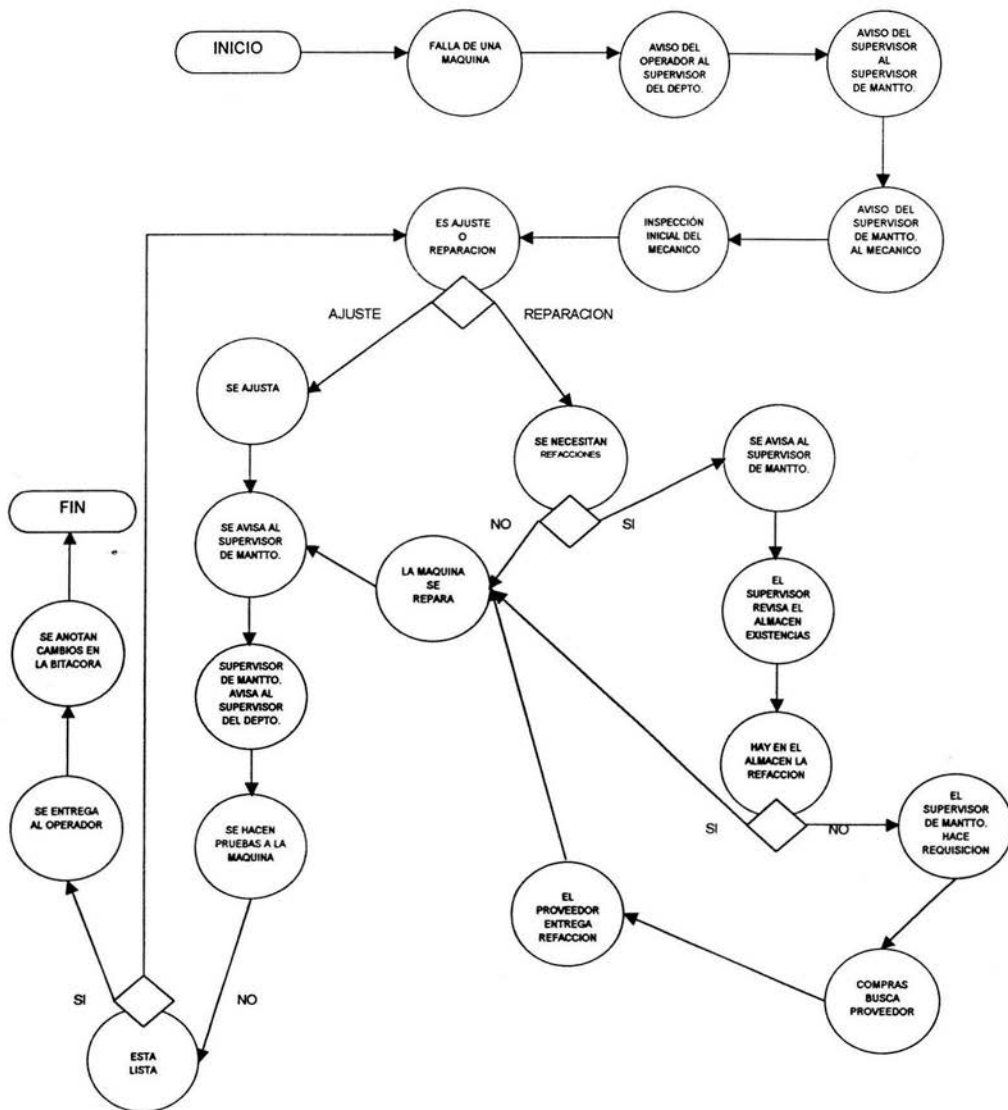 INICIO
FALLA DE UNA
MAQUINA
AVISO DEL
OPERADOR AL
SUPERVISOR
DEL DEPTO.
AVISO DEL
SUPERVISOR
AL
SUPERVISOR
DE MANTTO.
AVISO DEL
SUPERVISOR
DE MANTTO.
AL MECANICO
INSPECCIÓN
INICIAL DEL
MECANICO
ES AJUSTE
O
REPARACION
AJUSTE
REPARACION
SE AJUSTA
SE NECESITAN
REFACCIONES
NO
SI
SE AVISA AL
SUPERVISOR
DE MANTTO.
EL
SUPERVISOR
REVISA EL
ALMACEN
EXISTENCIAS
HAY EN EL
ALMACEN LA
REFACCION
SI
NO
EL
SUPERVISOR
DE MANTTO.
HACE
REQUISICION
COMPRAS
BUSCA
PROVEEDOR
EL
PROVEEDOR
ENTREGA
REFACCION
LA MAQUINA
SE
REPARA
SE AVISA AL
SUPERVISOR
DE MANTTO.
SUPERVISOR
DE MANTTO.
AVISA AL
SUPERVISOR
DEL DEPTO.
SE HACEN
PRUEBAS A LA
MAQUINA
NO
ESTA
LISTA
SI
SE ENTREGA
AL OPERADOR
SE ANOTAN
CAMBIOS EN
LA BITACORA
FIN